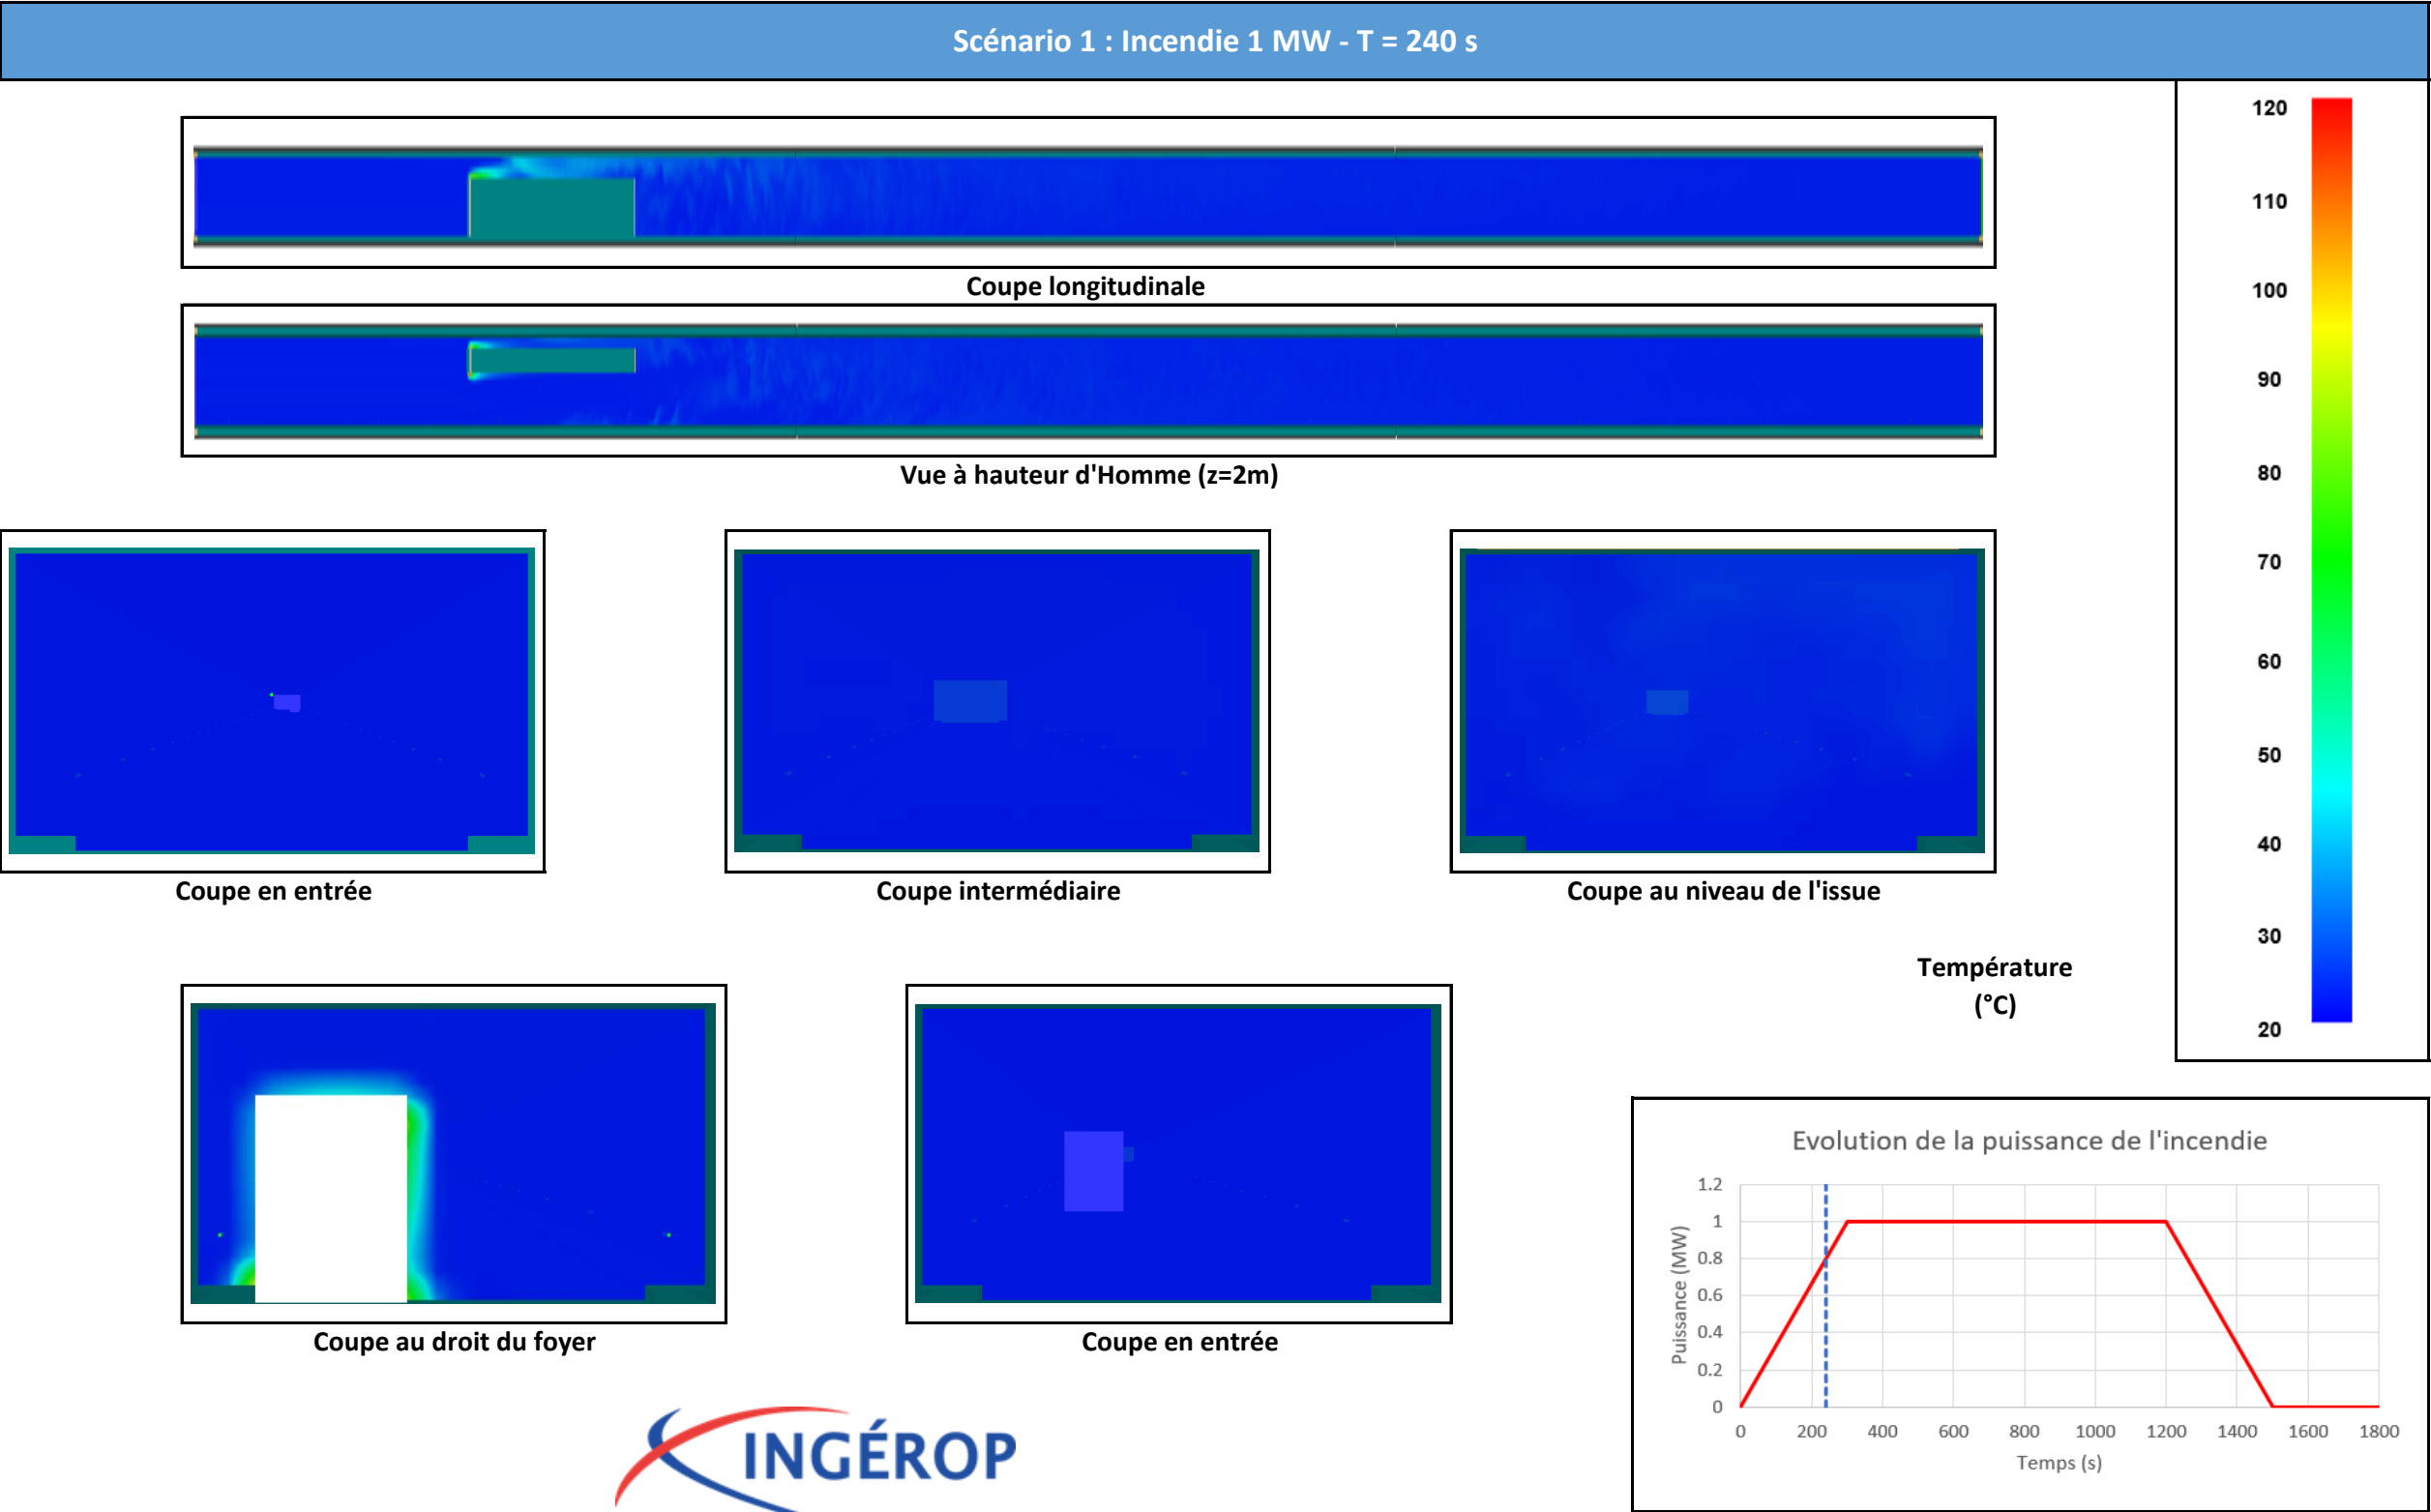 Scénario 1 : Incendie 1 MW - T = 240 s
Coupe longitudinale
Vue à hauteur d'Homme (z=2m)
Coupe en entrée
Coupe intermédiaire
Coupe au niveau de l'issue
120
110
100
90
80
70
60
50
40
30
20
Température
(°C)
Coupe au droit du foyer
Coupe en entrée
Evolution de la puissance de l'incendie
Puissance (MW)
1.2
1
0.8
0.6
0.4
0.2
0
0 200 400 600 800 1000 1200 1400 1600 1800
Temps (s)
INGÉROP